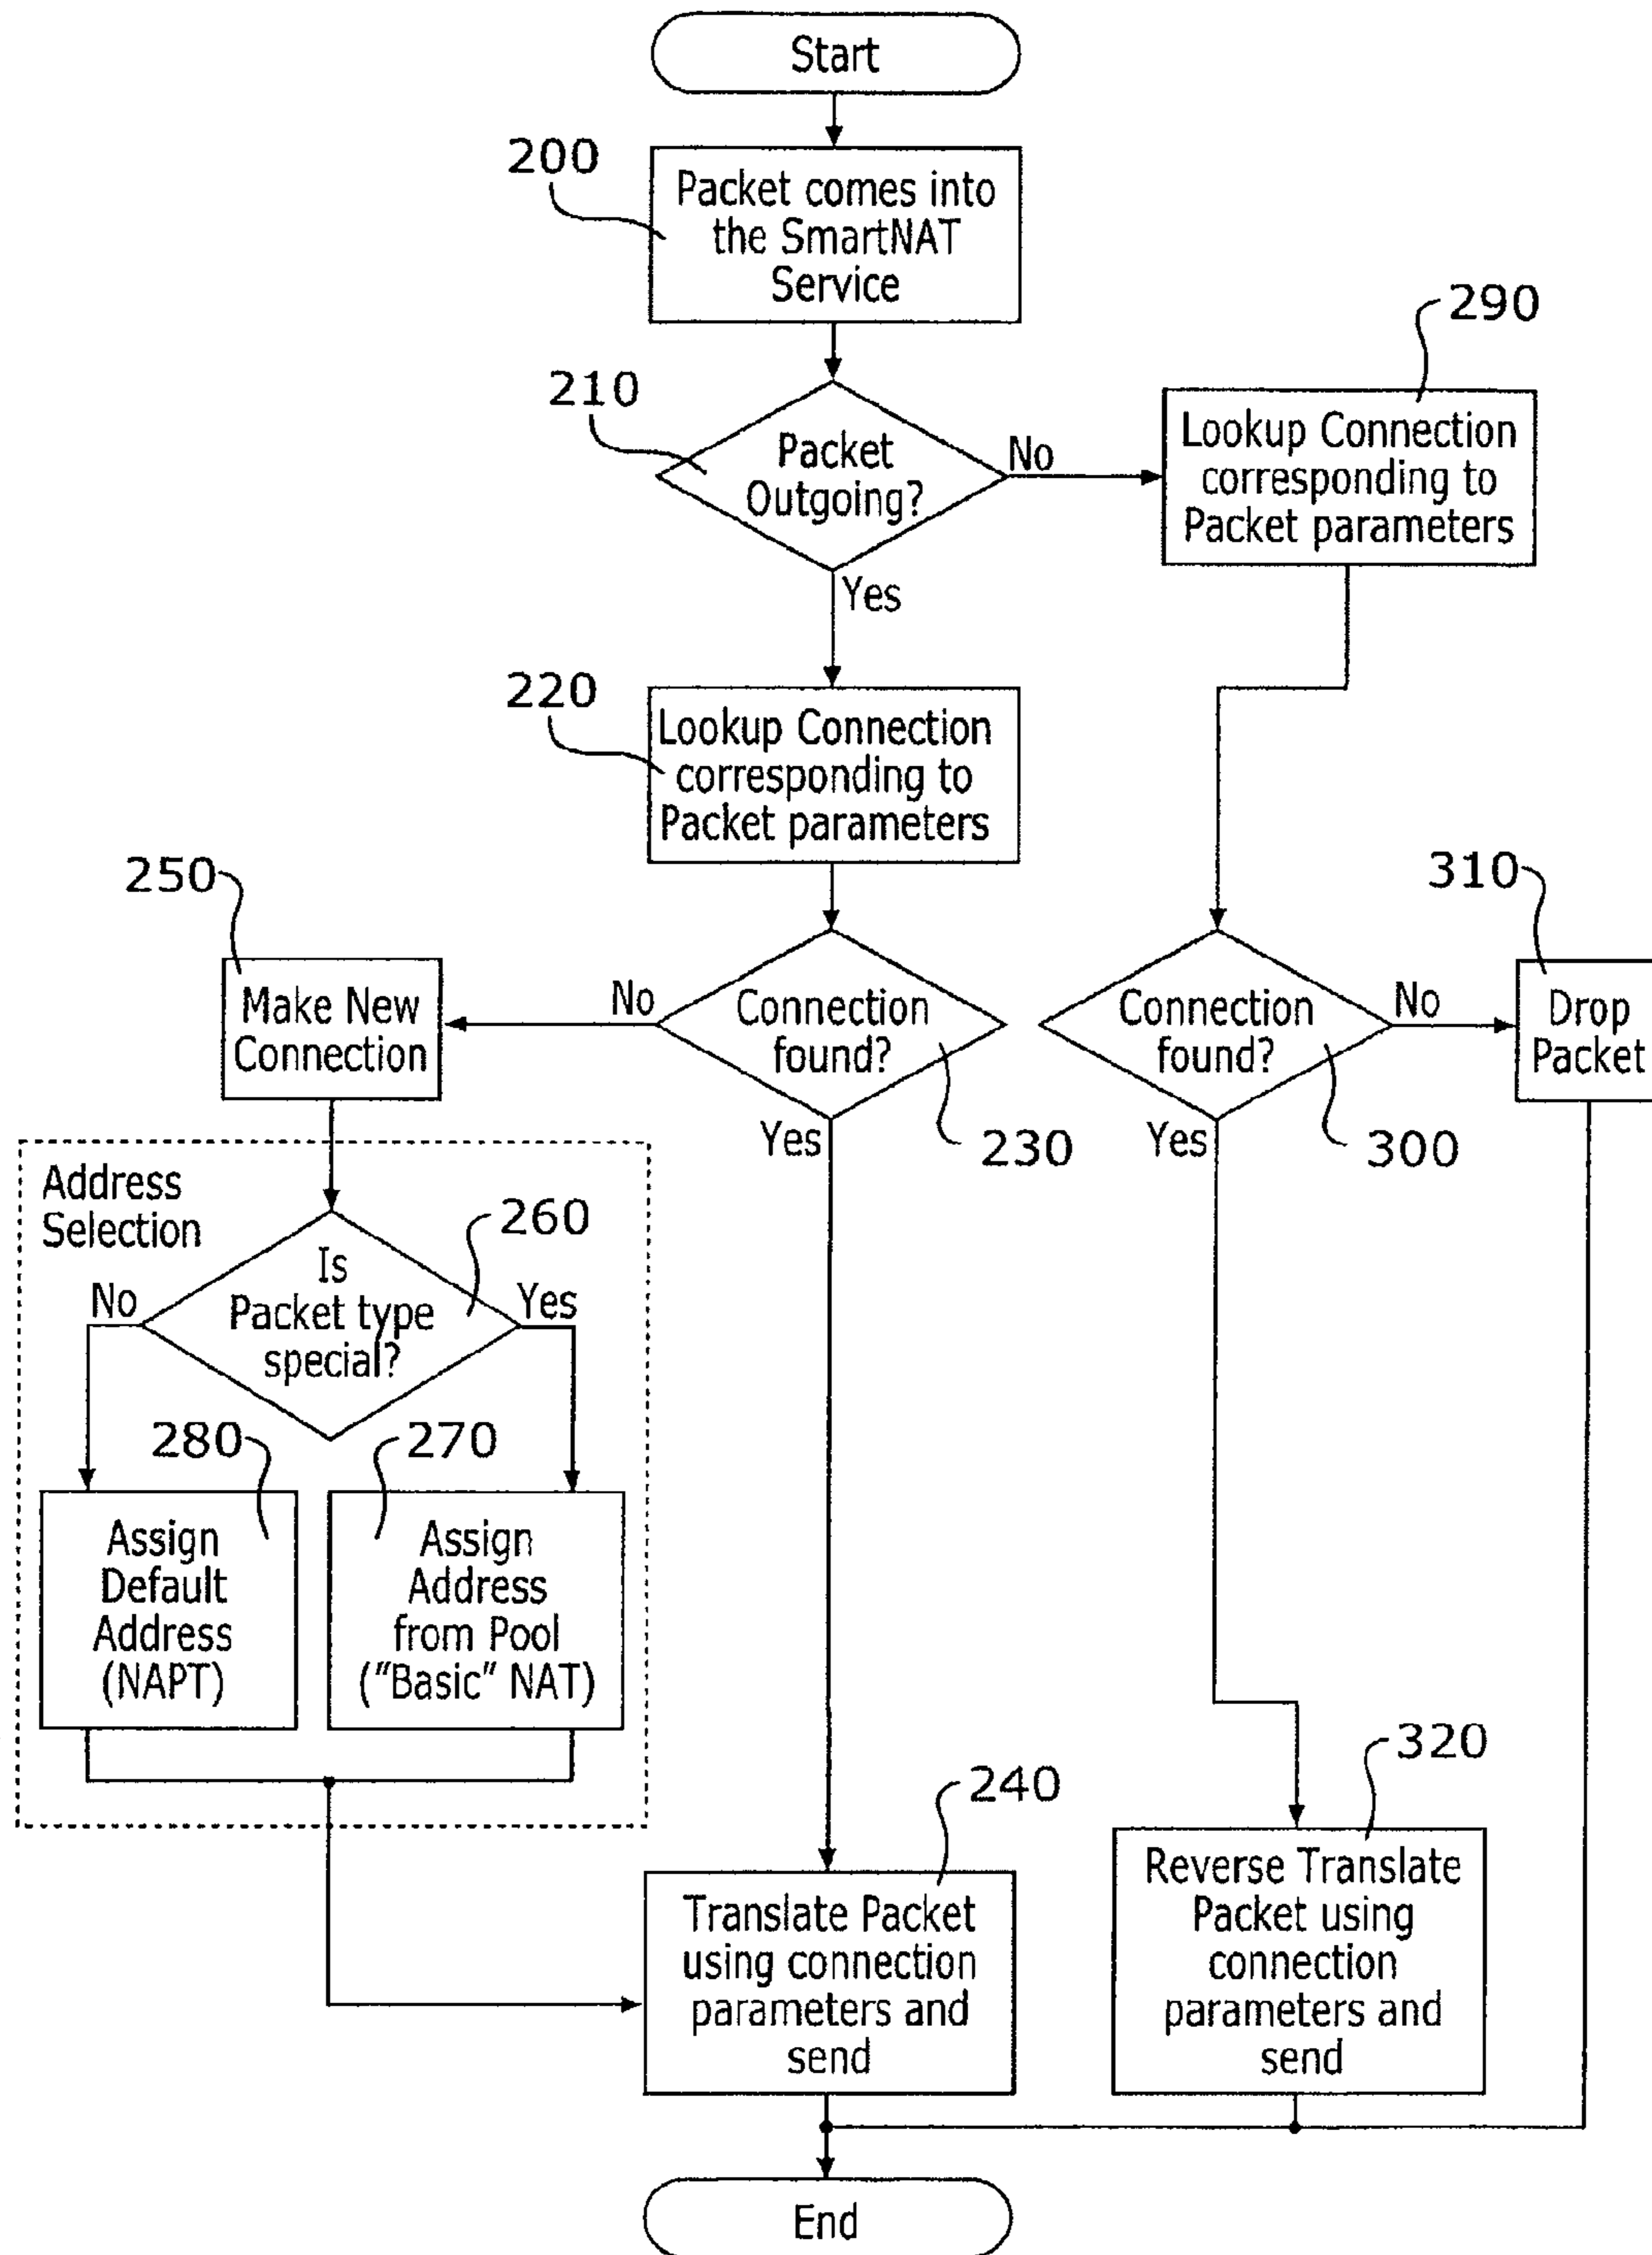 Start
200
Packet comes into
the SmartNAT
Service
210
Packet
Outgoing?
No
Yes
290
Lookup Connection
corresponding to
Packet parameters
220
Lookup Connection
corresponding to
Packet parameters
250
Make New
Connection
No
Connection
found?
230
Yes
Connection
found?
300
No
Yes
310
Drop
Packet
Address
Selection
260
Is
Packet type
special?
No
Yes
280
Assign
Default
Address
(NAPT)
270
Assign
Address
from Pool
("Basic" NAT)
240
Translate Packet
using connection
parameters and
send
320
Reverse Translate
Packet using
connection
parameters and
send
End